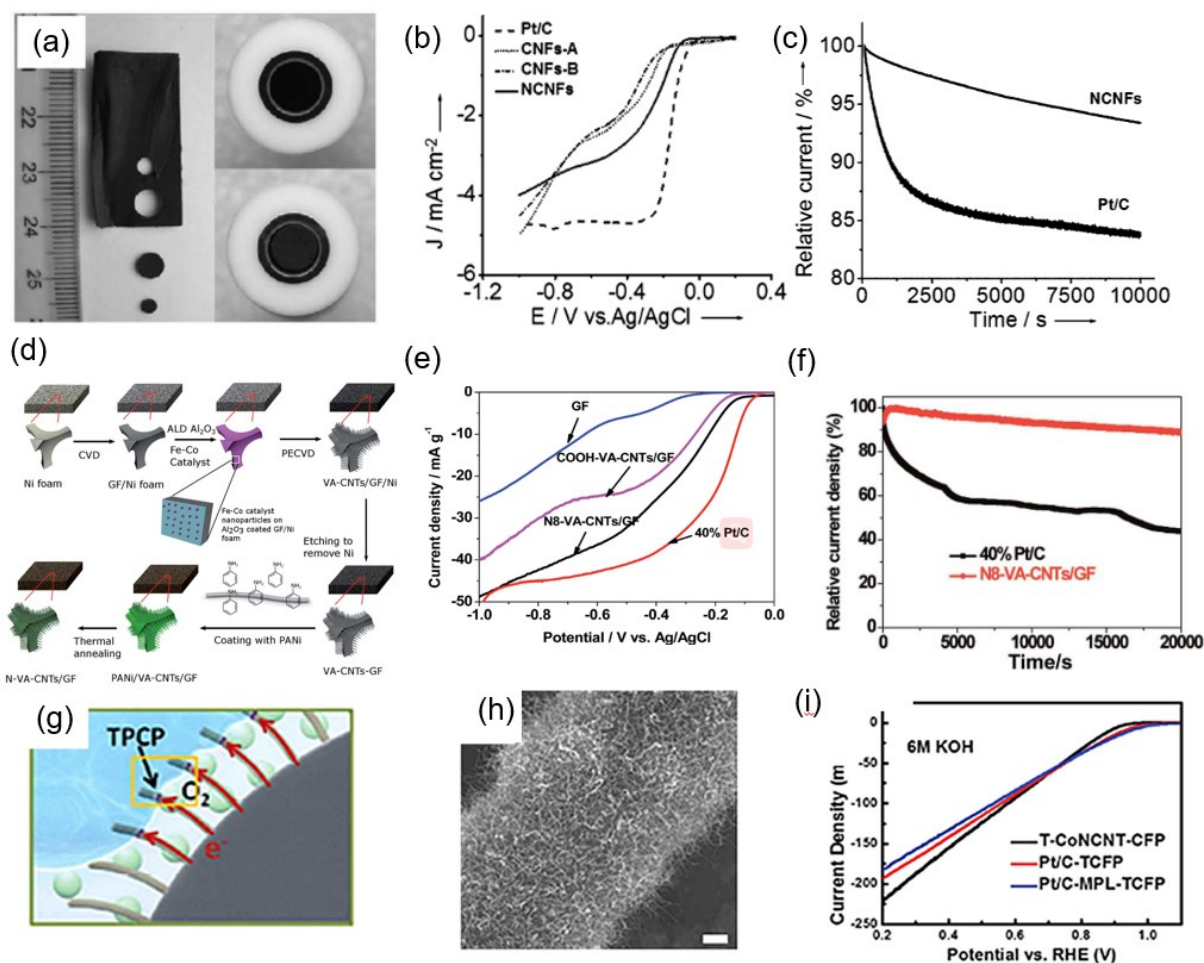 (a)
21
22
23
24
25
(b)
Pt/C
CNFs-A
CNFs-B
NCNFs
0
-2
-4
-6
J / mA cm-2
-1.2 -0.8 -0.4 0.0 0.4
E / V vs.Ag/AgCl
(c)
100
95
90
85
80
Relative current / %
NCNFs
Pt/C
0 2500 5000 7500 10000
Time / s
(d)
Ni foam
CVD
GF/Ni foam
ALD Al2O3
Fe-Co
Catalyst
PECVD
VA-CNTs/GF/Ni
Fe-Co catalyst
nanoparticles on
Al2O3 coated GF/Ni
foam
Etching to
remove Ni
NH2 NH2 NH2
NH2 NH2 NH2
N-VA-CNTs/GF
Thermal
annealing
PANi/VA-CNTs/GF
Coating with PANi
VA-CNTs-GF
(e)
0
-10
-20
-30
-40
-50
Current density / mA g-1
GF
COOH-VA-CNTs/GF
N8-VA-CNTs/GF
40% Pt/C
-1.0 -0.8 -0.6 -0.4 -0.2 0.0
Potential / V vs. Ag/AgCl
(f)
100
80
60
40
20
0
Relative current density (%)
40% Pt/C
N8-VA-CNTs/GF
0 5000 10000 15000 20000
Time/s
(g)
TPCP
O2
e-
(h)
(i)
6M KOH
0
-50
-100
-150
-200
-250
Current Density (m
T-CoNCNT-CFP
Pt/C-TCFP
Pt/C-MPL-TCFP
0.2 0.4 0.6 0.8 1.0
Potential vs. RHE (V)